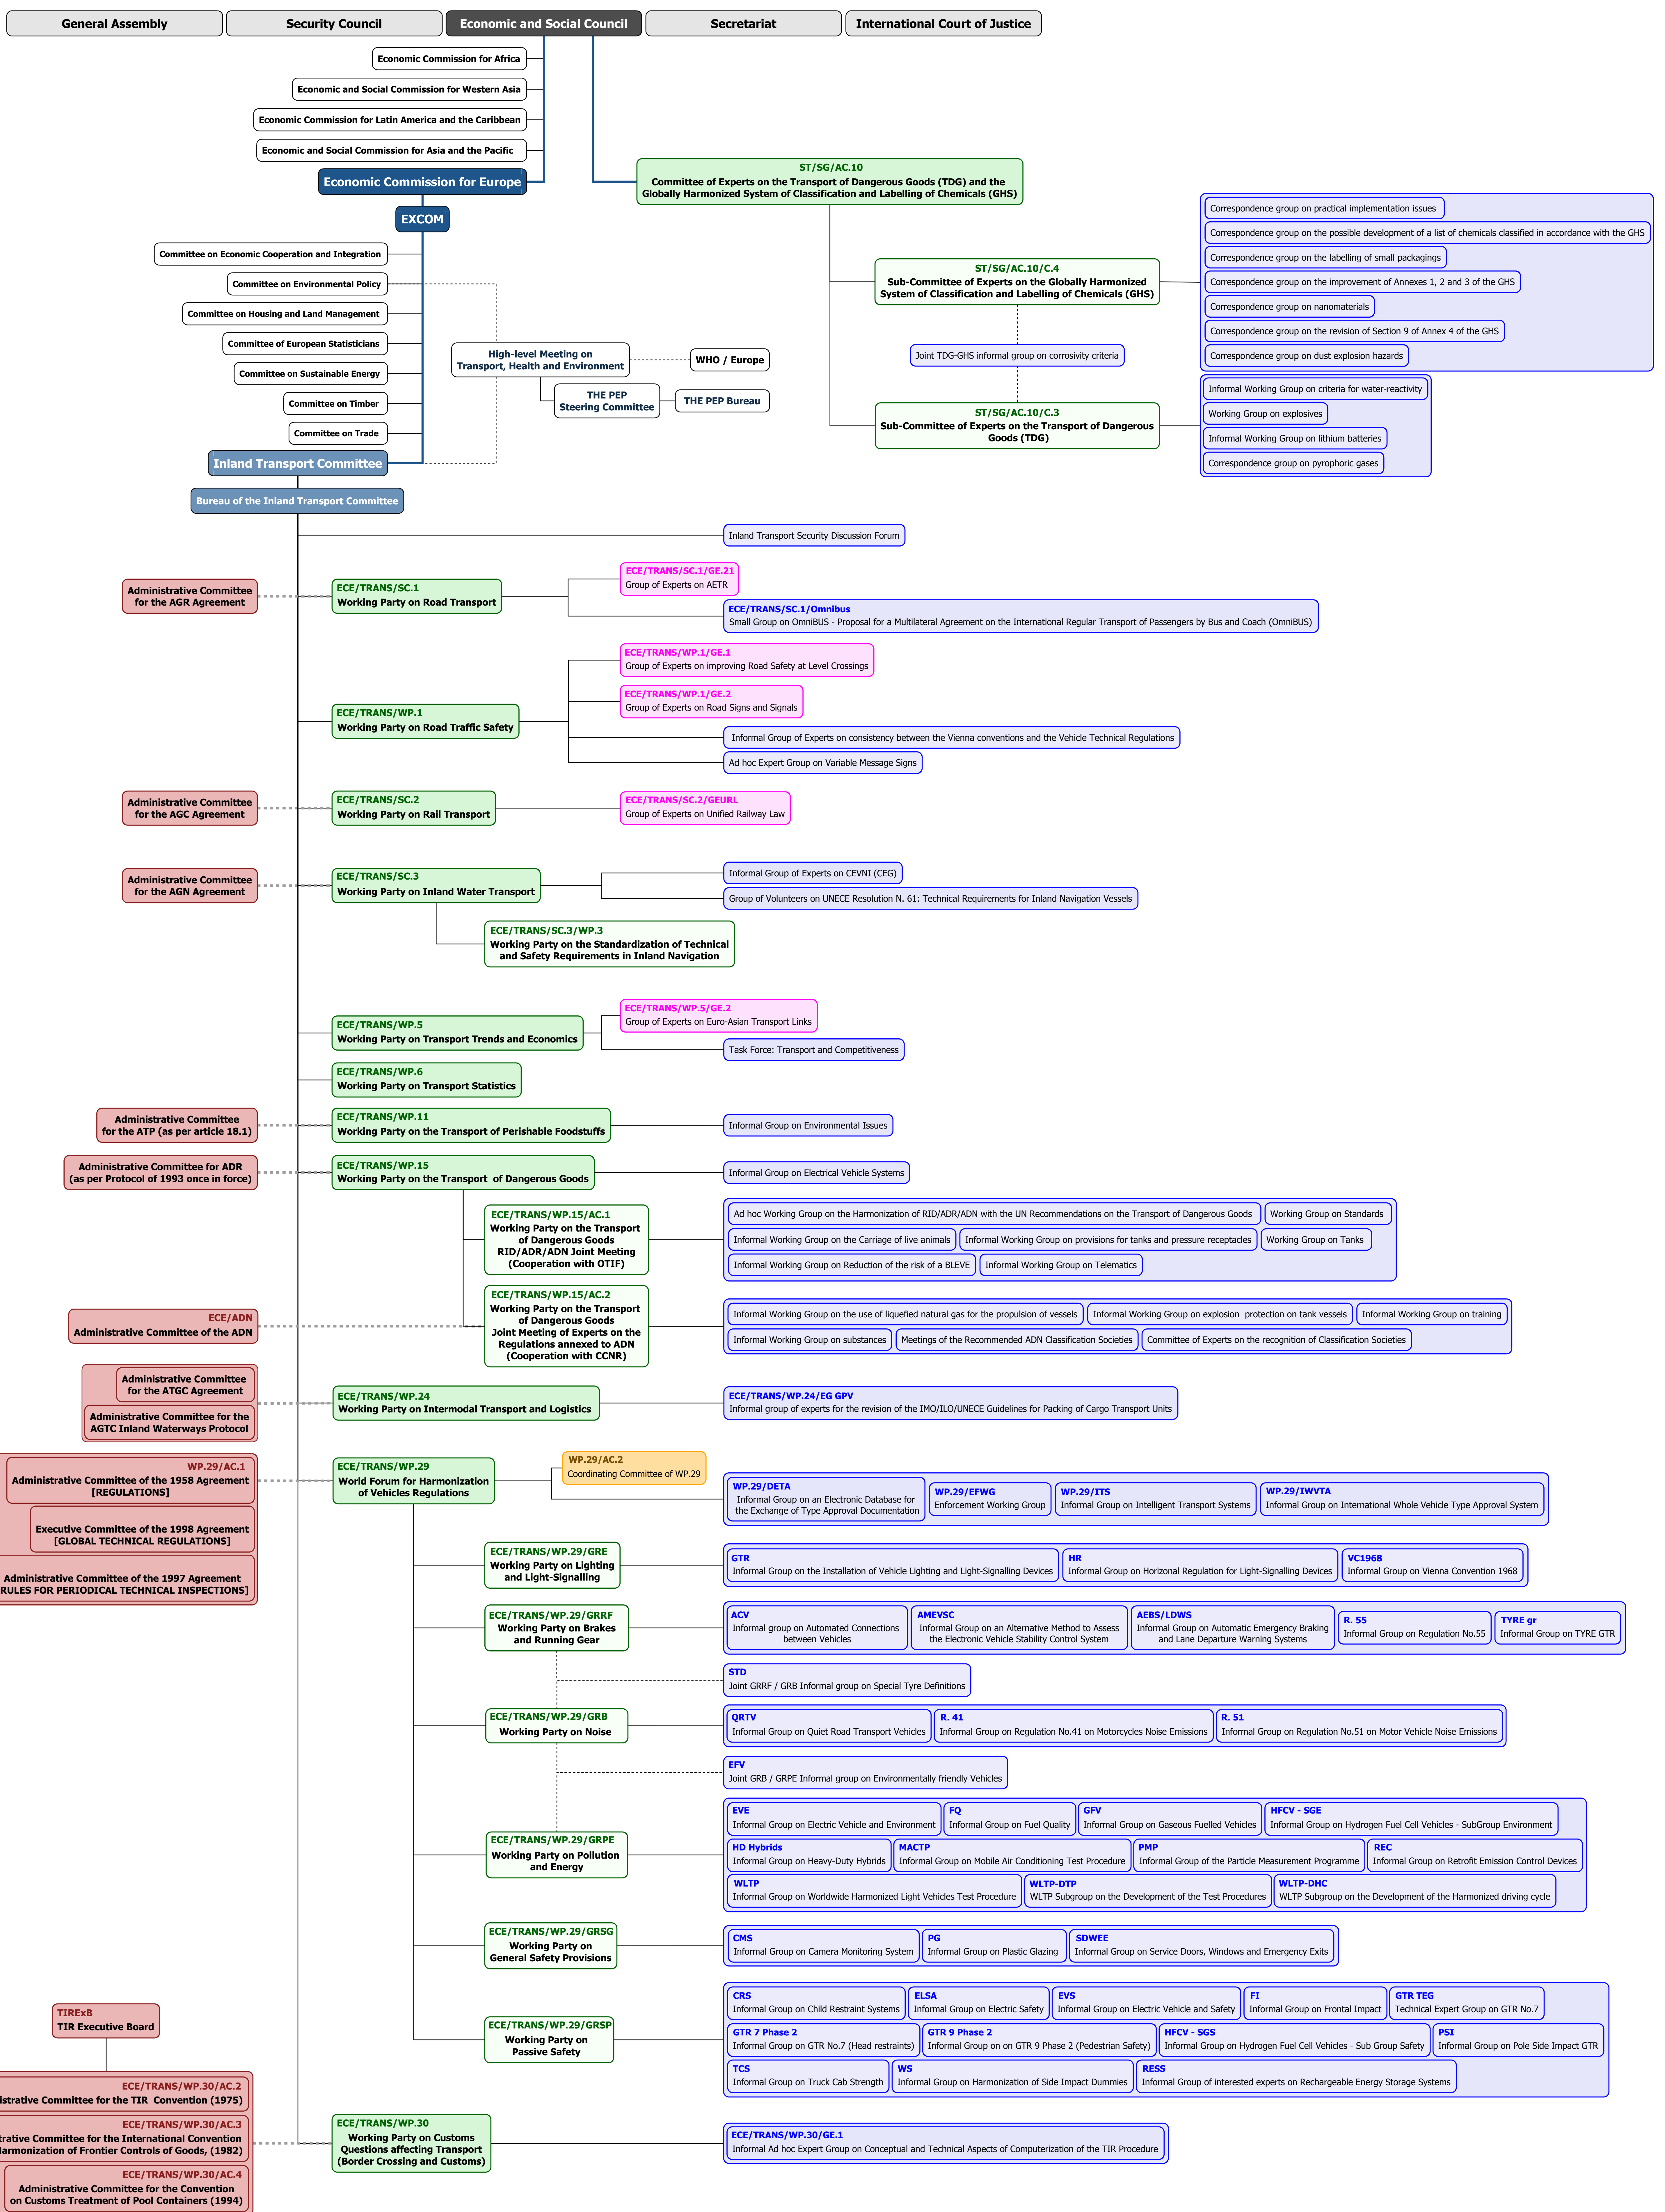 General Assembly
Security Council
Economic and Social Council
Secretariat
International Court of Justice
Economic Commission for Africa
Economic and Social Commission for Western Asia
Economic Commission for Latin America and the Caribbean
Economic and Social Commission for Asia and the Pacific
Economic Commission for Europe
EXCOM
ST/SG/AC.10
Committee of Experts on the Transport of Dangerous Goods (TDG) and the
Globally Harmonized System of Classification and Labelling of Chemicals (GHS)
Committee on Economic Cooperation and Integration
Committee on Environmental Policy
Committee on Housing and Land Management
Committee of European Statisticians
Committee on Sustainable Energy
Committee on Timber
Committee on Trade
Inland Transport Committee
Bureau of the Inland Transport Committee
High-level Meeting on
Transport, Health and Environment
WHO / Europe
THE PEP
Steering Committee
THE PEP Bureau
ST/SG/AC.10/C.4
Sub-Committee of Experts on the Globally Harmonized
System of Classification and Labelling of Chemicals (GHS)
Joint TDG-GHS informal group on corrosivity criteria
ST/SG/AC.10/C.3
Sub-Committee of Experts on the Transport of Dangerous
Goods (TDG)
Correspondence group on practical implementation issues
Correspondence group on the possible development of a list of chemicals classified in accordance with the GHS
Correspondence group on the labelling of small packagings
Correspondence group on the improvement of Annexes 1, 2 and 3 of the GHS
Correspondence group on nanomaterials
Correspondence group on the revision of Section 9 of Annex 4 of the GHS
Correspondence group on dust explosion hazards
Informal Working Group on criteria for water-reactivity
Working Group on explosives
Informal Working Group on lithium batteries
Correspondence group on pyrophoric gases
Inland Transport Security Discussion Forum
Administrative Committee
for the AGR Agreement
ECE/TRANS/SC.1
Working Party on Road Transport
ECE/TRANS/SC.1/GE.21
Group of Experts on AETR
ECE/TRANS/SC.1/Omnibus
Small Group on OmniBUS - Proposal for a Multilateral Agreement on the International Regular Transport of Passengers by Bus and Coach (OmniBUS)
ECE/TRANS/WP.1
Working Party on Road Traffic Safety
ECE/TRANS/WP.1/GE.1
Group of Experts on improving Road Safety at Level Crossings
ECE/TRANS/WP.1/GE.2
Group of Experts on Road Signs and Signals
Informal Group of Experts on consistency between the Vienna conventions and the Vehicle Technical Regulations
Ad hoc Expert Group on Variable Message Signs
Administrative Committee
for the AGC Agreement
ECE/TRANS/SC.2
Working Party on Rail Transport
ECE/TRANS/SC.2/GEURL
Group of Experts on Unified Railway Law
Administrative Committee
for the AGN Agreement
ECE/TRANS/SC.3
Working Party on Inland Water Transport
Informal Group of Experts on CEVNI (CEG)
Group of Volunteers on UNECE Resolution N. 61: Technical Requirements for Inland Navigation Vessels
ECE/TRANS/SC.3/WP.3
Working Party on the Standardization of Technical
and Safety Requirements in Inland Navigation
ECE/TRANS/WP.5
Working Party on Transport Trends and Economics
ECE/TRANS/WP.5/GE.2
Group of Experts on Euro-Asian Transport Links
Task Force: Transport and Competitiveness
ECE/TRANS/WP.6
Working Party on Transport Statistics
Administrative Committee
for the ATP (as per article 18.1)
ECE/TRANS/WP.11
Working Party on the Transport of Perishable Foodstuffs
Informal Group on Environmental Issues
Administrative Committee for ADR
(as per Protocol of 1993 once in force)
ECE/TRANS/WP.15
Working Party on the Transport of Dangerous Goods
Informal Group on Electrical Vehicle Systems
ECE/TRANS/WP.15/AC.1
Working Party on the Transport
of Dangerous Goods
RID/ADR/ADN Joint Meeting
(Cooperation with OTIF)
Ad hoc Working Group on the Harmonization of RID/ADR/ADN with the UN Recommendations on the Transport of Dangerous Goods
Working Group on Standards
Informal Working Group on the Carriage of live animals
Informal Working Group on provisions for tanks and pressure receptacles
Working Group on Tanks
Informal Working Group on Reduction of the risk of a BLEVE
Informal Working Group on Telematics
ECE/ADN
Administrative Committee of the ADN
ECE/TRANS/WP.15/AC.2
Working Party on the Transport
of Dangerous Goods
Joint Meeting of Experts on the
Regulations annexed to ADN
(Cooperation with CCNR)
Informal Working Group on the use of liquefied natural gas for the propulsion of vessels
Informal Working Group on explosion protection on tank vessels
Informal Working Group on training
Informal Working Group on substances
Meetings of the Recommended ADN Classification Societies
Committee of Experts on the recognition of Classification Societies
Administrative Committee
for the ATGC Agreement
Administrative Committee for the
AGTC Inland Waterways Protocol
ECE/TRANS/WP.24
Working Party on Intermodal Transport and Logistics
ECE/TRANS/WP.24/EG GPV
Informal group of experts for the revision of the IMO/ILO/UNECE Guidelines for Packing of Cargo Transport Units
WP.29/AC.1
Administrative Committee of the 1958 Agreement
[REGULATIONS]
Executive Committee of the 1998 Agreement
[GLOBAL TECHNICAL REGULATIONS]
Administrative Committee of the 1997 Agreement
RULES FOR PERIODICAL TECHNICAL INSPECTIONS]
ECE/TRANS/WP.29
World Forum for Harmonization
of Vehicles Regulations
WP.29/AC.2
Coordinating Committee of WP.29
WP.29/DETA
Informal Group on an Electronic Database for
the Exchange of Type Approval Documentation
WP.29/EFWG
Enforcement Working Group
WP.29/ITS
Informal Group on Intelligent Transport Systems
WP.29/IWVTA
Informal Group on International Whole Vehicle Type Approval System
ECE/TRANS/WP.29/GRE
Working Party on Lighting
and Light-Signalling
GTR
Informal Group on the Installation of Vehicle Lighting and Light-Signalling Devices
HR
Informal Group on Horizonal Regulation for Light-Signalling Devices
VC1968
Informal Group on Vienna Convention 1968
ECE/TRANS/WP.29/GRRF
Working Party on Brakes
and Running Gear
ACV
Informal group on Automated Connections
between Vehicles
AMEVSC
Informal Group on an Alternative Method to Assess
the Electronic Vehicle Stability Control System
AEBS/LDWS
Informal Group on Automatic Emergency Braking
and Lane Departure Warning Systems
R. 55
Informal Group on Regulation No.55
TYRE gr
Informal Group on TYRE GTR
STD
Joint GRRF / GRB Informal group on Special Tyre Definitions
ECE/TRANS/WP.29/GRB
Working Party on Noise
QRTV
Informal Group on Quiet Road Transport Vehicles
R. 41
Informal Group on Regulation No.41 on Motorcycles Noise Emissions
R. 51
Informal Group on Regulation No.51 on Motor Vehicle Noise Emissions
EFV
Joint GRB / GRPE Informal group on Environmentally friendly Vehicles
ECE/TRANS/WP.29/GRPE
Working Party on Pollution
and Energy
EVE
Informal Group on Electric Vehicle and Environment
FQ
Informal Group on Fuel Quality
GFV
Informal Group on Gaseous Fuelled Vehicles
HFCV - SGE
Informal Group on Hydrogen Fuel Cell Vehicles - SubGroup Environment
HD Hybrids
Informal Group on Heavy-Duty Hybrids
MACTP
Informal Group on Mobile Air Conditioning Test Procedure
PMP
Informal Group of the Particle Measurement Programme
REC
Informal Group on Retrofit Emission Control Devices
WLTP
Informal Group on Worldwide Harmonized Light Vehicles Test Procedure
WLTP-DTP
WLTP Subgroup on the Development of the Test Procedures
WLTP-DHC
WLTP Subgroup on the Development of the Harmonized driving cycle
ECE/TRANS/WP.29/GRSG
Working Party on
General Safety Provisions
CMS
Informal Group on Camera Monitoring System
PG
Informal Group on Plastic Glazing
SDWEE
Informal Group on Service Doors, Windows and Emergency Exits
ECE/TRANS/WP.29/GRSP
Working Party on
Passive Safety
CRS
Informal Group on Child Restraint Systems
ELSA
Informal Group on Electric Safety
EVS
Informal Group on Electric Vehicle and Safety
FI
Informal Group on Frontal Impact
GTR TEG
Technical Expert Group on GTR No.7
GTR 7 Phase 2
Informal Group on GTR No.7 (Head restraints)
GTR 9 Phase 2
Informal Group on on GTR 9 Phase 2 (Pedestrian Safety)
HFCV - SGS
Informal Group on Hydrogen Fuel Cell Vehicles - Sub Group Safety
PSI
Informal Group on Pole Side Impact GTR
TCS
Informal Group on Truck Cab Strength
WS
Informal Group on Harmonization of Side Impact Dummies
RESS
Informal Group of interested experts on Rechargeable Energy Storage Systems
TIRExB
TIR Executive Board
ECE/TRANS/WP.30/AC.2
istrative Committee for the TIR Convention (1975)
ECE/TRANS/WP.30/AC.3
trative Committee for the International Convention
armonization of Frontier Controls of Goods, (1982)
ECE/TRANS/WP.30/AC.4
Administrative Committee for the Convention
on Customs Treatment of Pool Containers (1994)
ECE/TRANS/WP.30
Working Party on Customs
Questions affecting Transport
(Border Crossing and Customs)
ECE/TRANS/WP.30/GE.1
Informal Ad hoc Expert Group on Conceptual and Technical Aspects of Computerization of the TIR Procedure